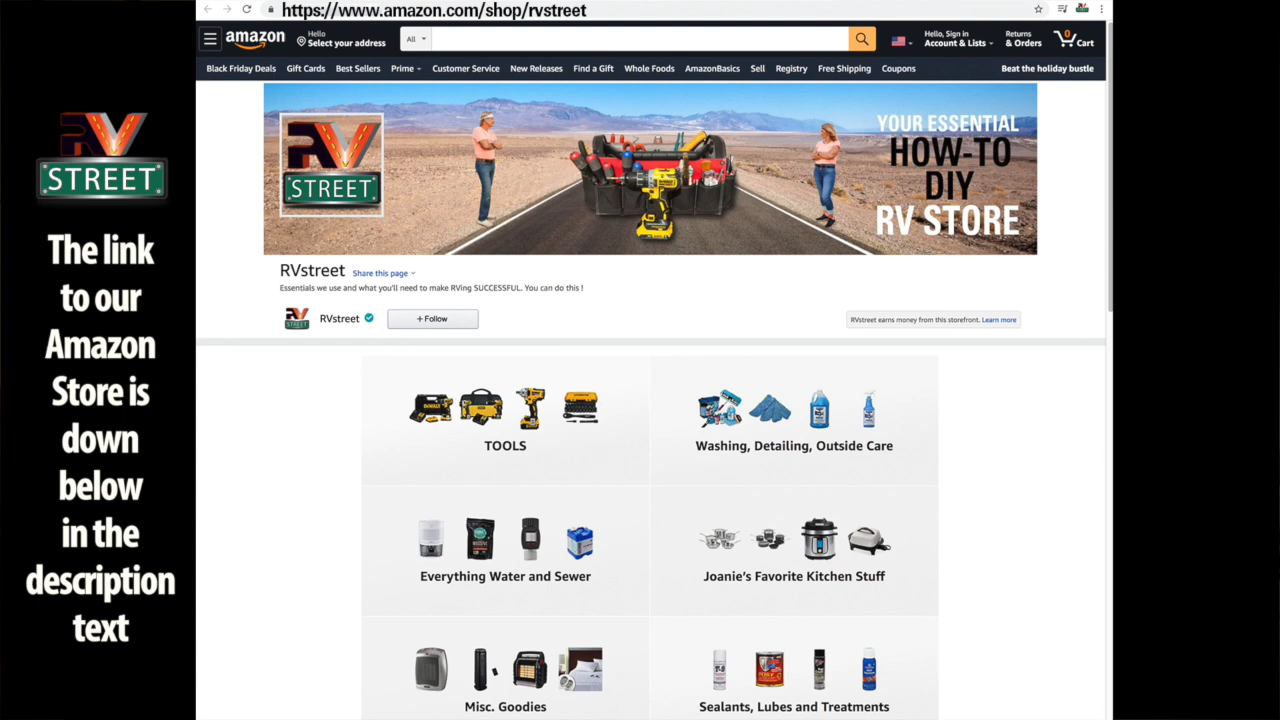 https://www.amazon.com/shop/rvstreet
amazon
Hello
Select your address
All
Hello, Sign in
Account & Lists
Returns
& Orders
0
Cart
Black Friday Deals Gift Cards Best Sellers Prime Customer Service New Releases Find a Gift Whole Foods AmazonBasics Sell Registry Free Shipping Coupons Beat the holiday bustle
RV
STREET
The link
to our
Amazon
Store is
down
below
in the
description
text
RV
STREET
YOUR ESSENTIAL
HOW-TO
DIY
RV STORE
RVstreet Share this page
Essentials we use and what you'll need to make RVing SUCCESSFUL. You can do this !
RV
STREET
RVstreet
+ Follow
RVstreet earns money from this storefront. Learn more
TOOLS
Washing, Detailing, Outside Care
Everything Water and Sewer
Joanie's Favorite Kitchen Stuff
Misc. Goodies
Sealants, Lubes and Treatments